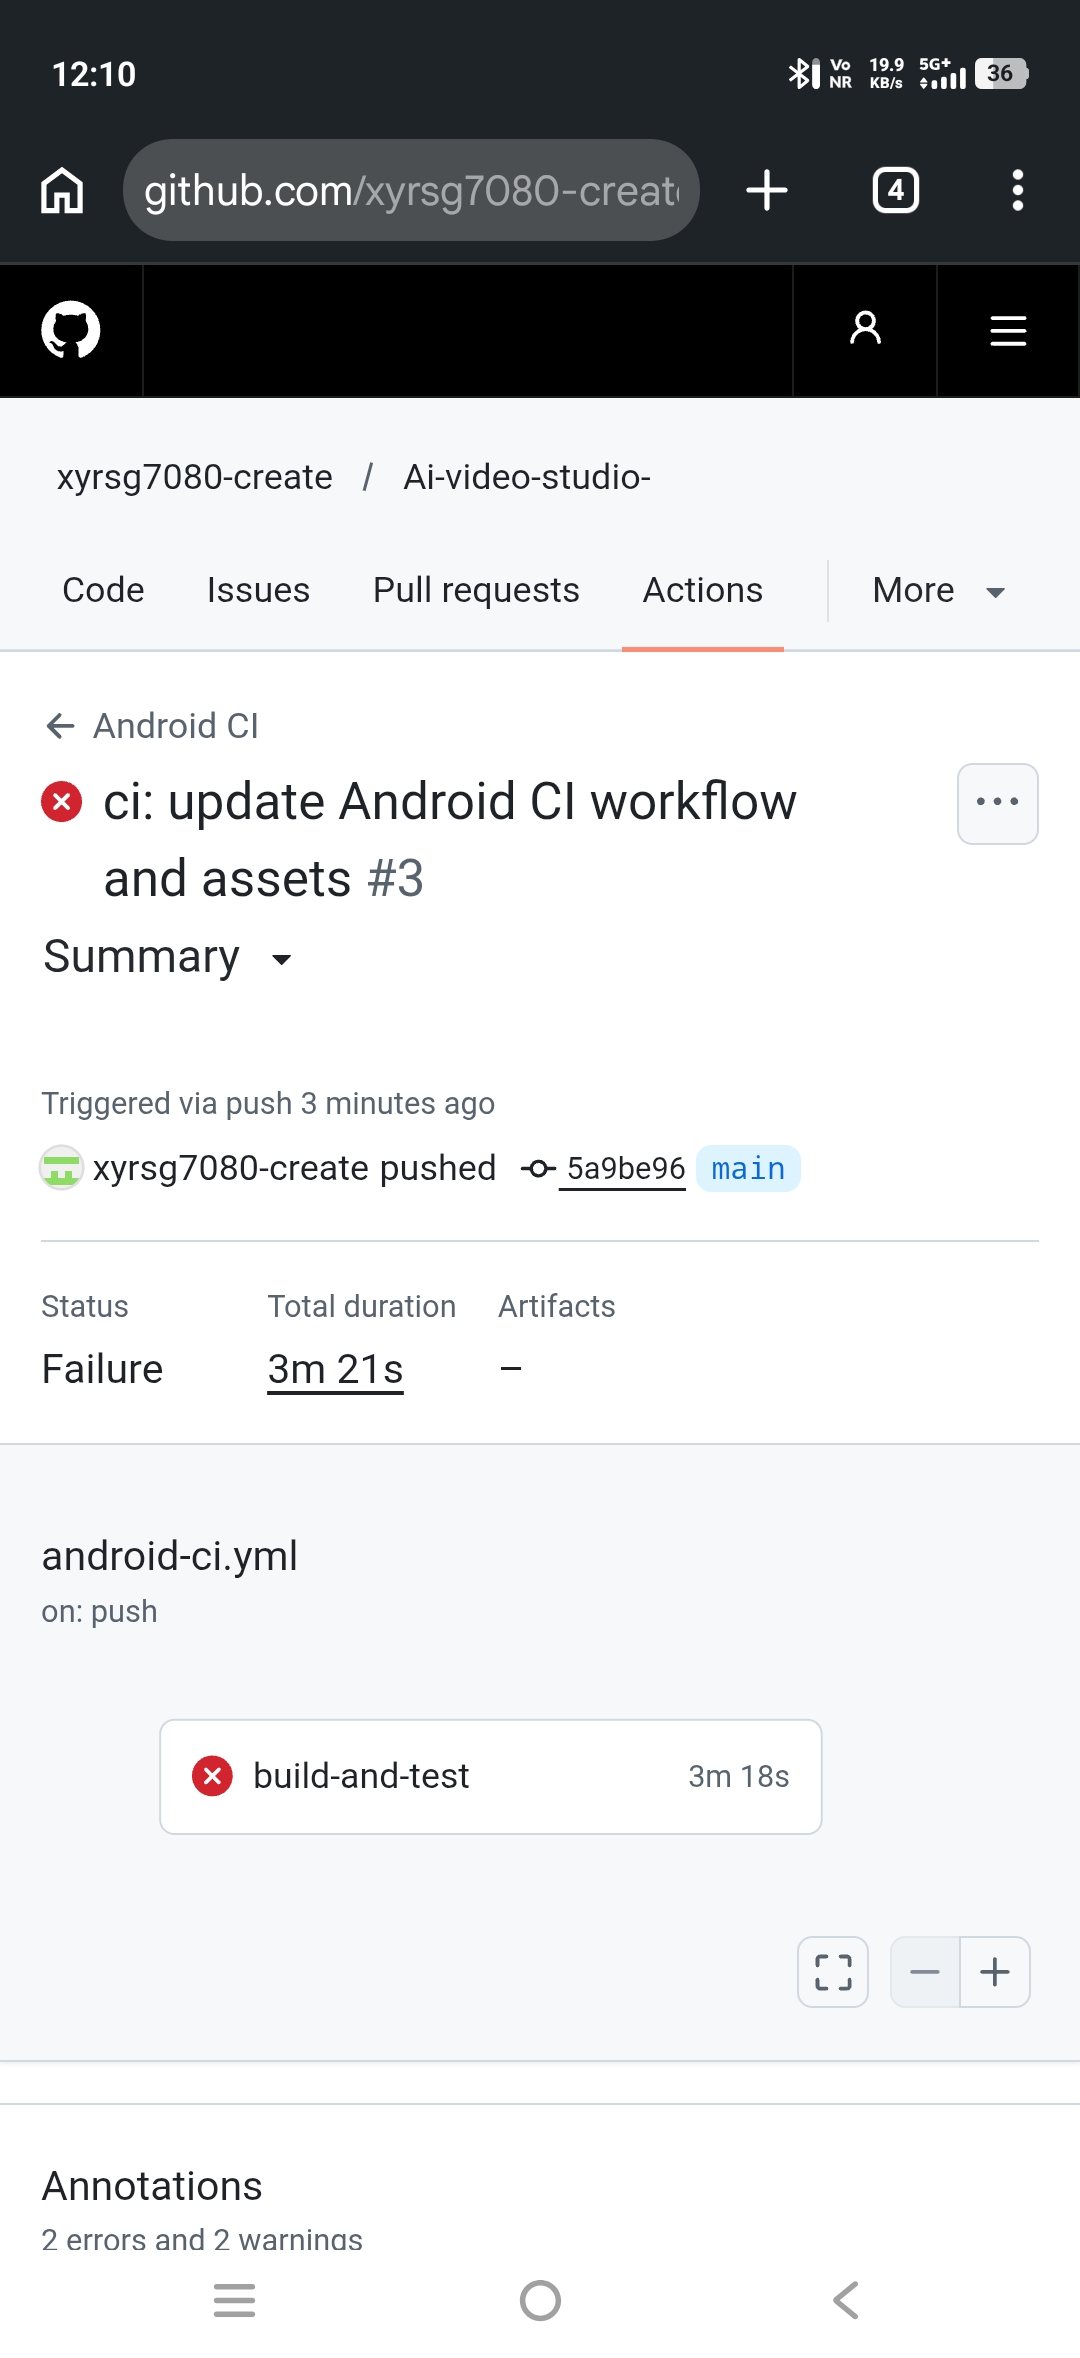 12:10
Vo NR 19.9 KB/s 5G+ 36
github.com/xyrsg7080-creat
4
xyrsg7080-create / Ai-video-studio-
Code Issues Pull requests Actions More
Android CI
ci: update Android CI workflow
and assets #3
Summary
Triggered via push 3 minutes ago
xyrsg7080-create pushed 5a9be96 main
Status Total duration Artifacts
Failure 3m 21s –
android-ci.yml
on: push
build-and-test 3m 18s
Annotations
2 errors and 2 warnings